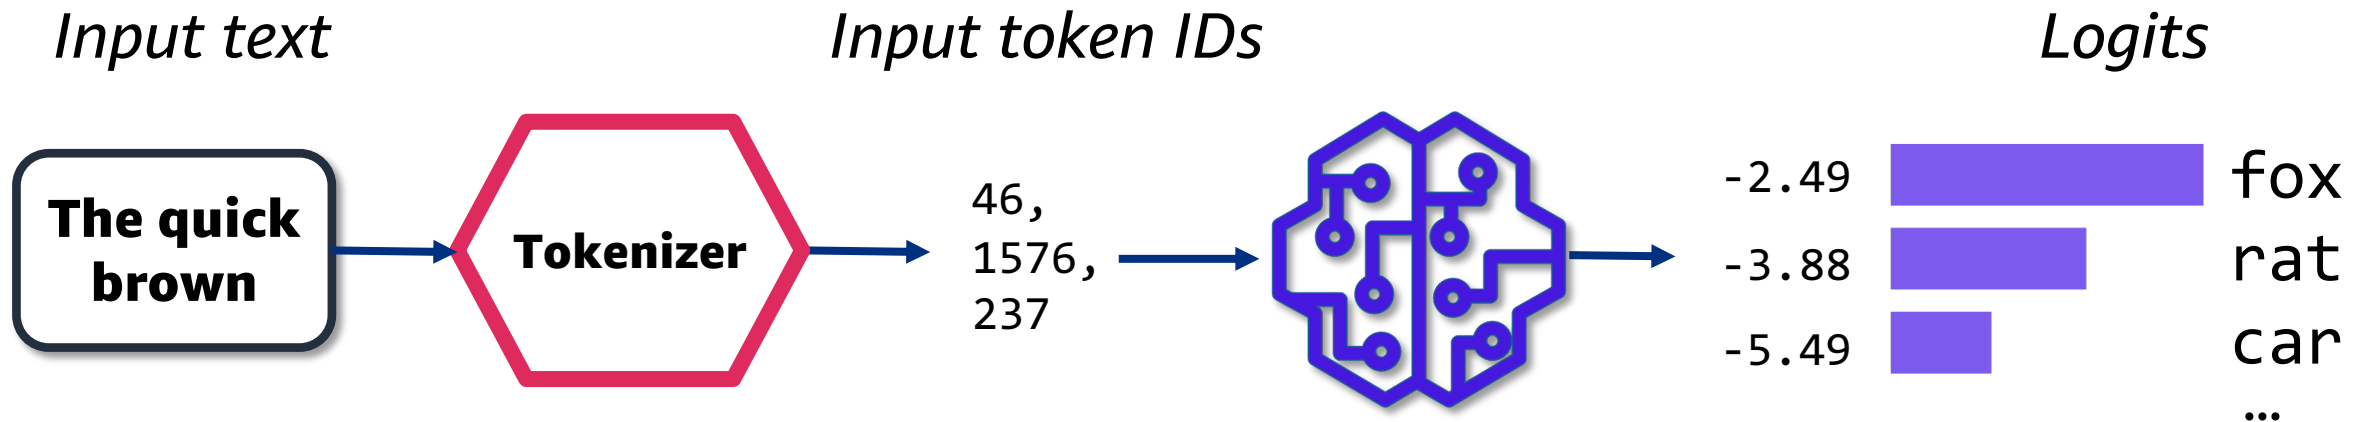 Input text
Input token IDs
Logits
The quick
brown
Tokenizer
46,
1576,
237
-2.49 fox
-3.88 rat
-5.49 car
…